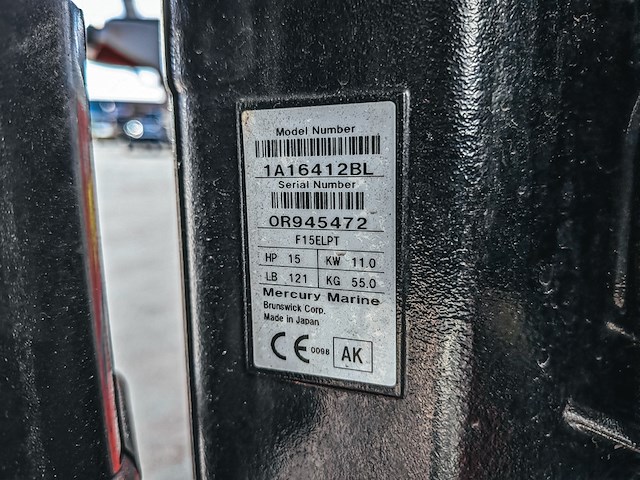 Model Number
1A16412BL
Serial Number
0R945472
F15ELPT
HP 15 KW 11.0
LB 121 KG 55.0
Mercury Marine
Brunswick Corp.
Made in Japan
CE 0098 AK